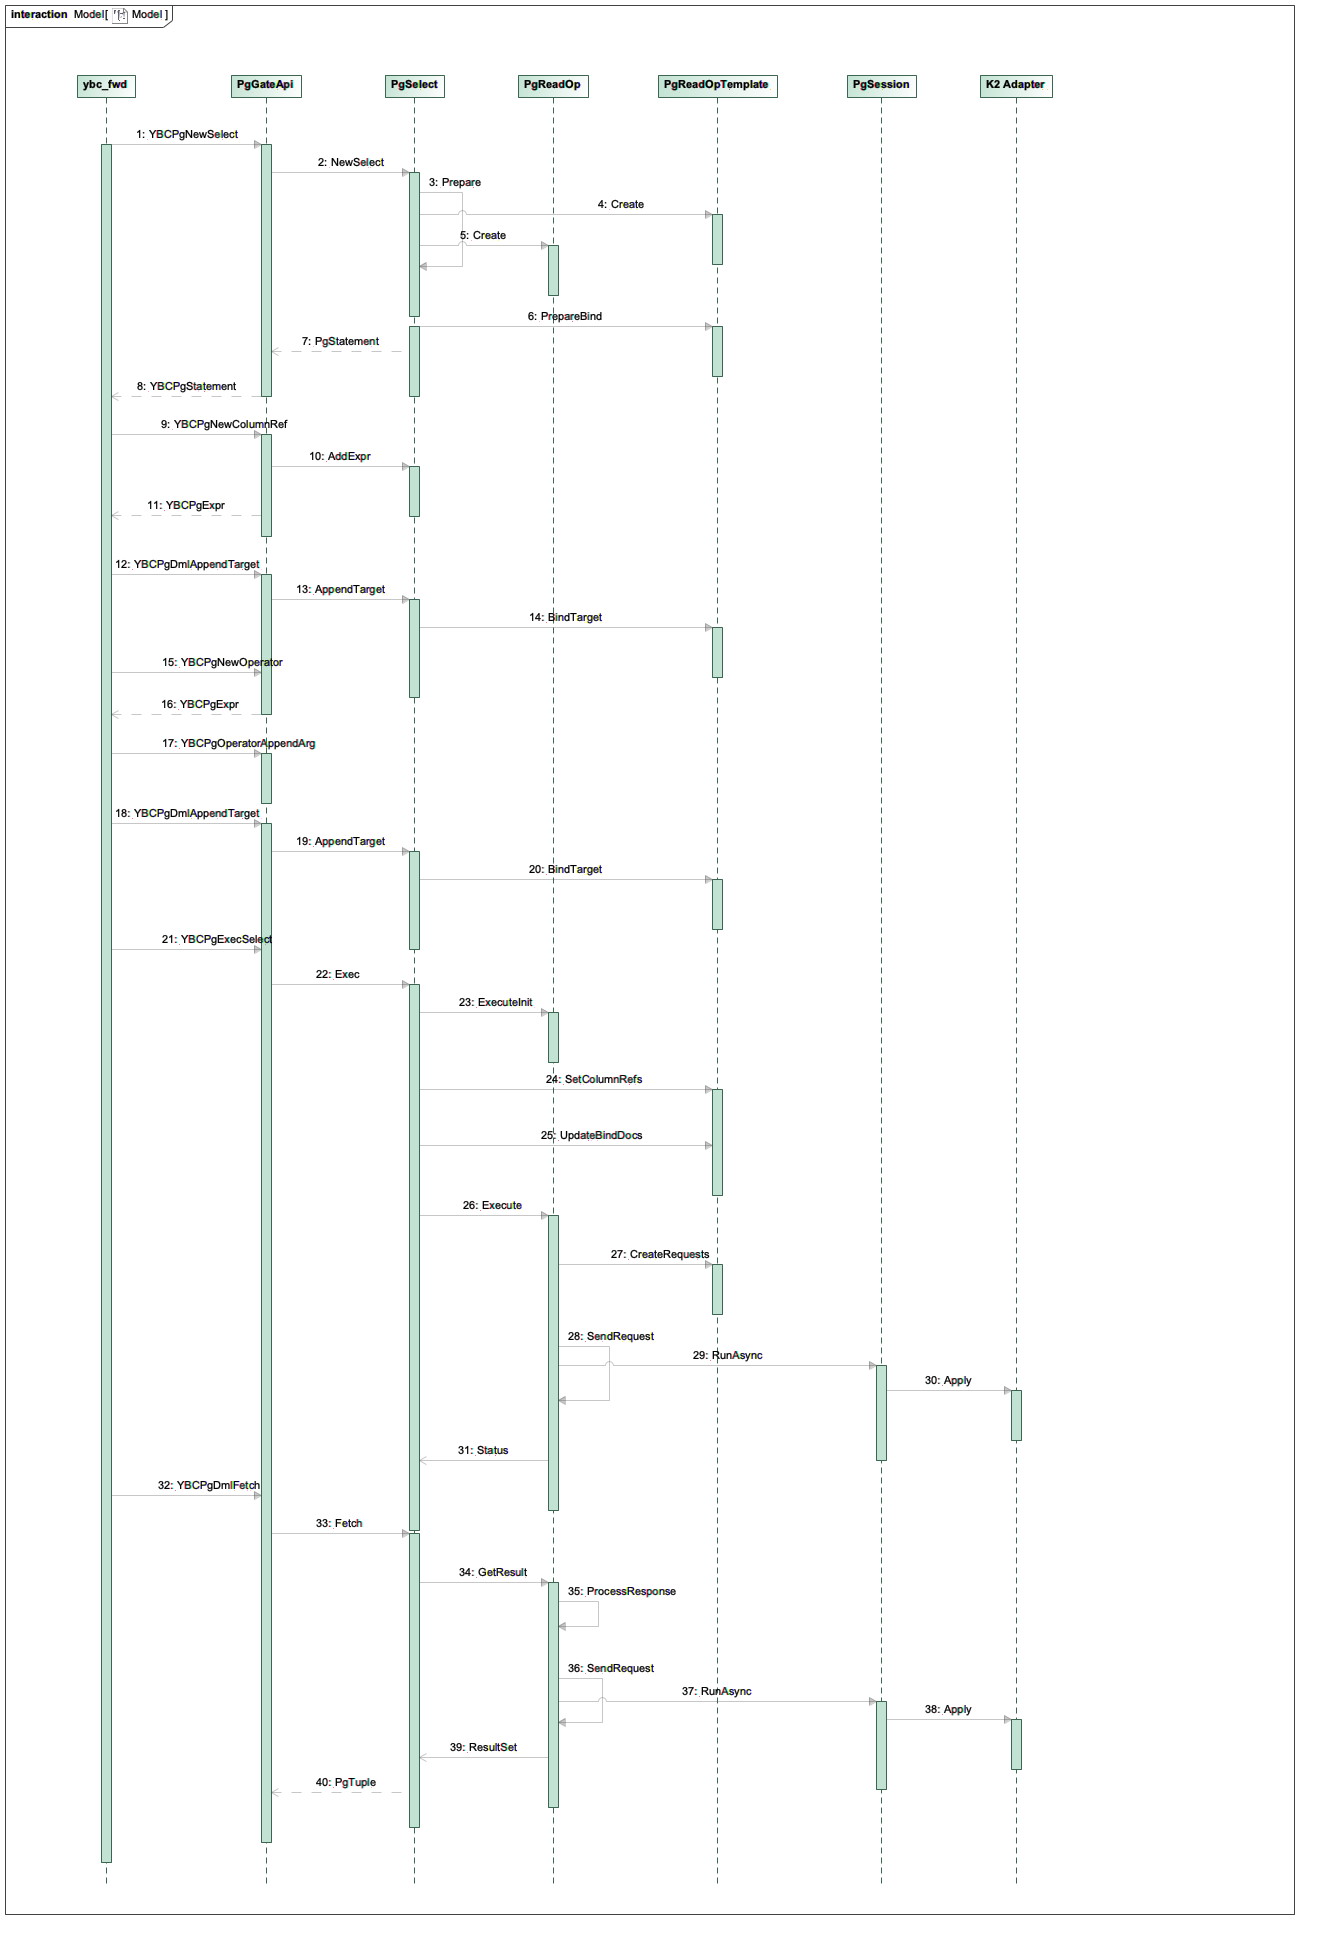 interaction Model[ Model ]
ybc_fwd
PgGateApi
PgSelect
PgReadOp
PgReadOpTemplate
PgSession
K2 Adapter
1: YBCPgNewSelect
2: NewSelect
3: Prepare
4: Create
5: Create
6: PrepareBind
7: PgStatement
8: YBCPgStatement
9: YBCPgNewColumnRef
10: AddExpr
11: YBCPgExpr
12: YBCPgDmlAppendTarget
13: AppendTarget
14: BindTarget
15: YBCPgNewOperator
16: YBCPgExpr
17: YBCPgOperatorAppendArg
18: YBCPgDmlAppendTarget
19: AppendTarget
20: BindTarget
21: YBCPgExecSelect
22: Exec
23: ExecuteInit
24: SetColumnRefs
25: UpdateBindDocs
26: Execute
27: CreateRequests
28: SendRequest
29: RunAsync
30: Apply
31: Status
32: YBCPgDmlFetch
33: Fetch
34: GetResult
35: ProcessResponse
36: SendRequest
37: RunAsync
38: Apply
39: ResultSet
40: PgTuple